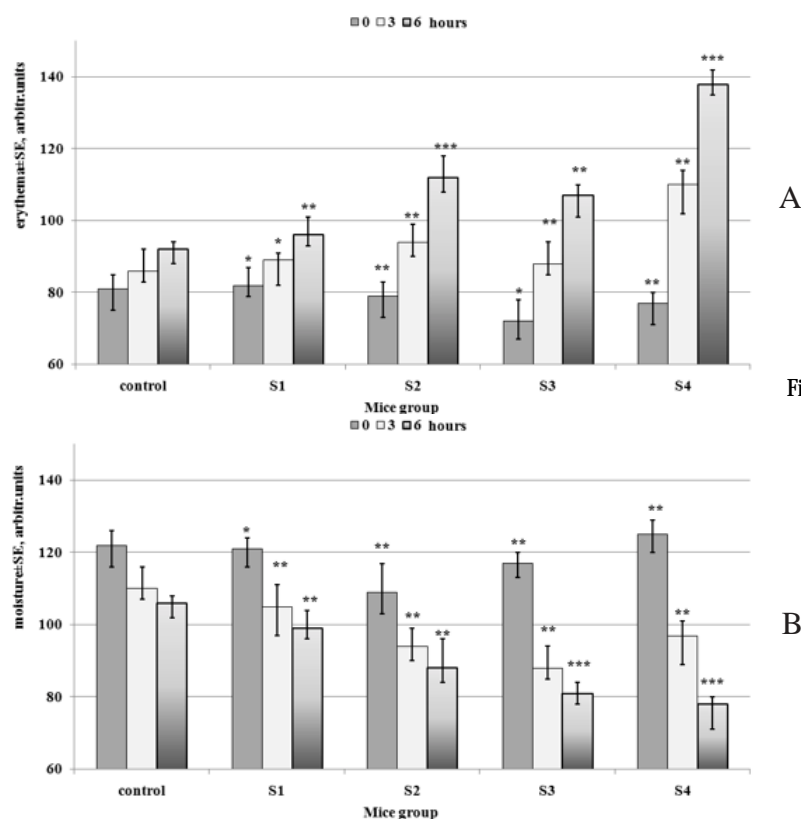 0 3 6 hours
erythema±SE, arbitr.units
140
120
100
80
60
* * **
** ** ***
* ** **
** ** ***
control S1 S2 S3 S4
Mice group
A
Fi
0 3 6 hours
moisture±SE, arbitr.units
140
120
100
80
60
* ** **
** ** **
** ** ***
** ** ***
control S1 S2 S3 S4
Mice group
B